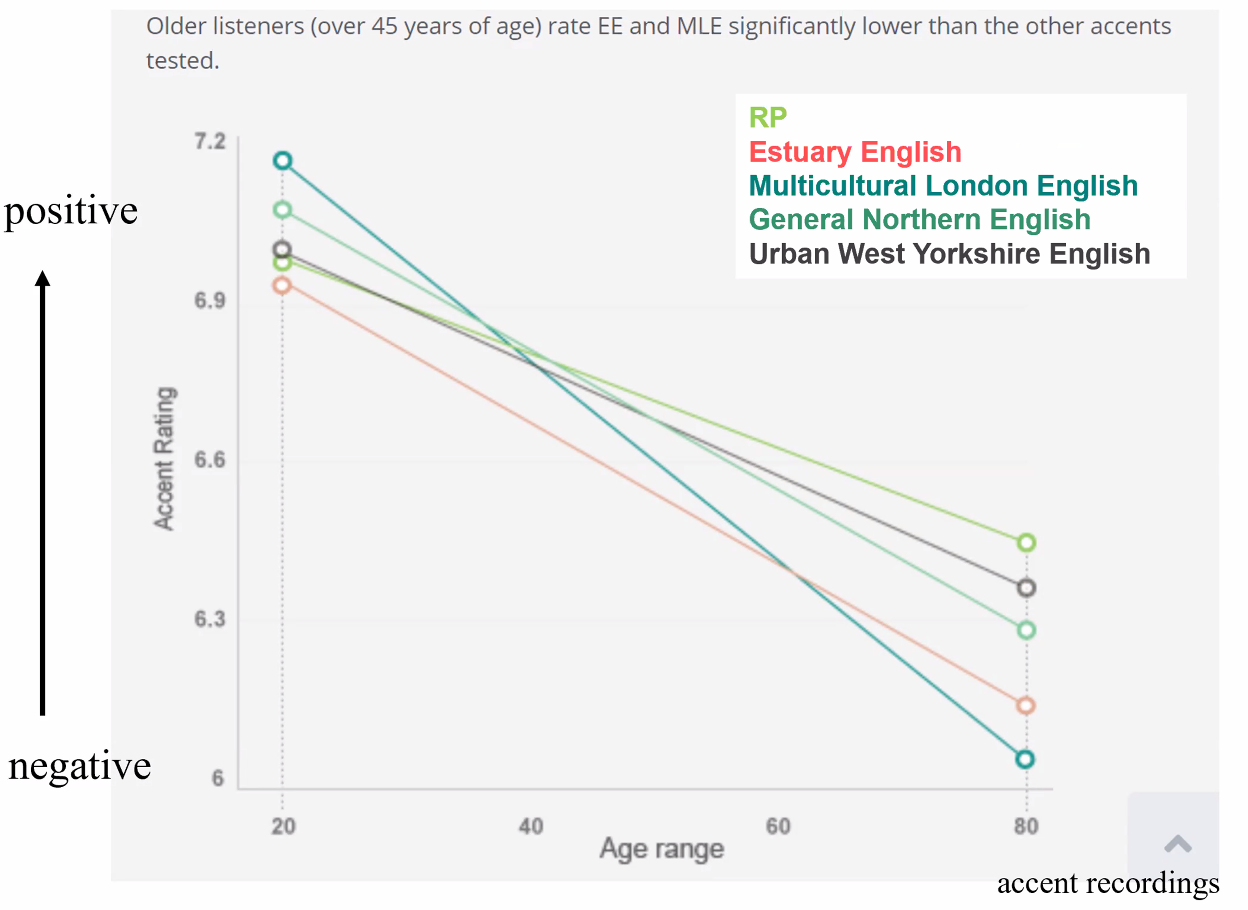 Older listeners (over 45 years of age) rate EE and MLE significantly lower than the other accents
tested.
RP
Estuary English
Multicultural London English
General Northern English
Urban West Yorkshire English
positive
negative
Accent Rating
7.2
6.9
6.6
6.3
6
20 40 60 80
Age range
accent recordings